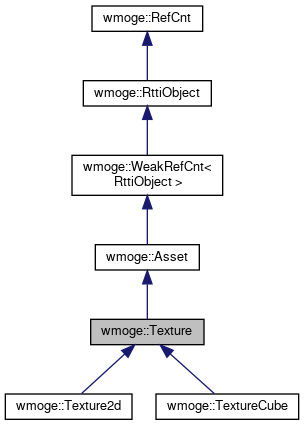 wmoge::RefCnt
wmoge::RttiObject
wmoge::WeakRefCnt<
RttiObject >
wmoge::Asset
wmoge::Texture
wmoge::Texture2d
wmoge::TextureCube